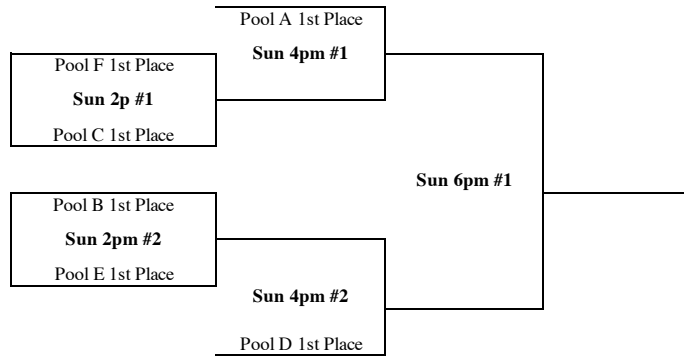 Pool A 1st Place
Sun 4pm #1
Pool F 1st Place
Sun 2p #1
Pool C 1st Place
Sun 6pm #1
Pool B 1st Place
Sun 2pm #2
Pool E 1st Place
Sun 4pm #2
Pool D 1st Place